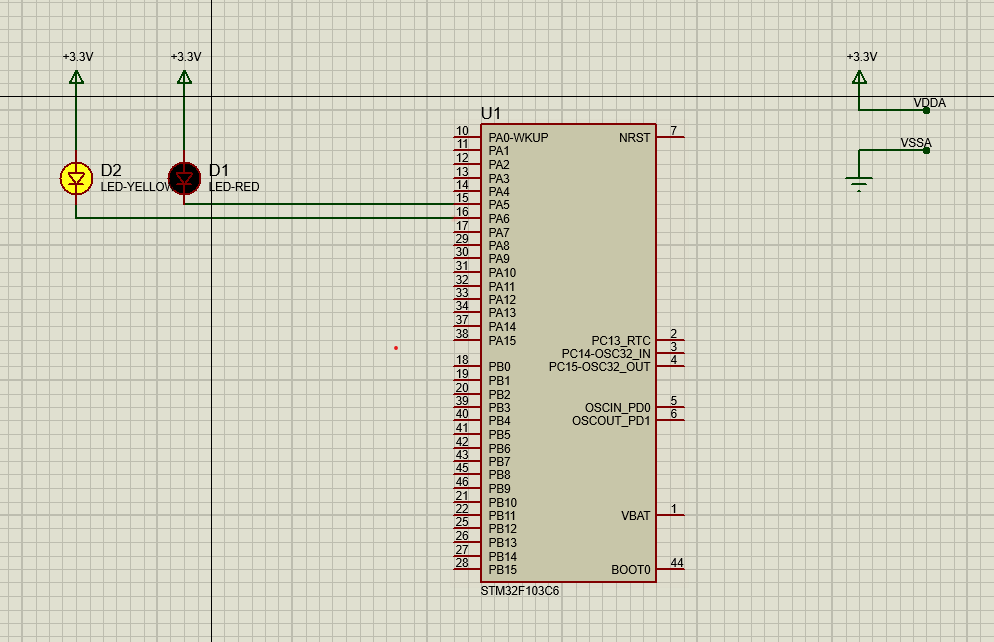 +3.3V
+3.3V
+3.3V
VDDA
VSSA
D2
LED-YELLOW
D1
LED-RED
U1
10 PA0-WKUP
11 PA1
12 PA2
13 PA3
14 PA4
15 PA5
16 PA6
17 PA7
29 PA8
30 PA9
31 PA10
32 PA11
33 PA12
34 PA13
37 PA14
38 PA15
18 PB0
19 PB1
20 PB2
39 PB3
40 PB4
41 PB5
42 PB6
43 PB7
45 PB8
46 PB9
21 PB10
22 PB11
25 PB12
26 PB13
27 PB14
28 PB15
NRST 7
PC13_RTC 2
PC14-OSC32_IN 3
PC15-OSC32_OUT 4
OSCIN_PD0 5
OSCOUT_PD1 6
VBAT 1
BOOT0 44
STM32F103C6